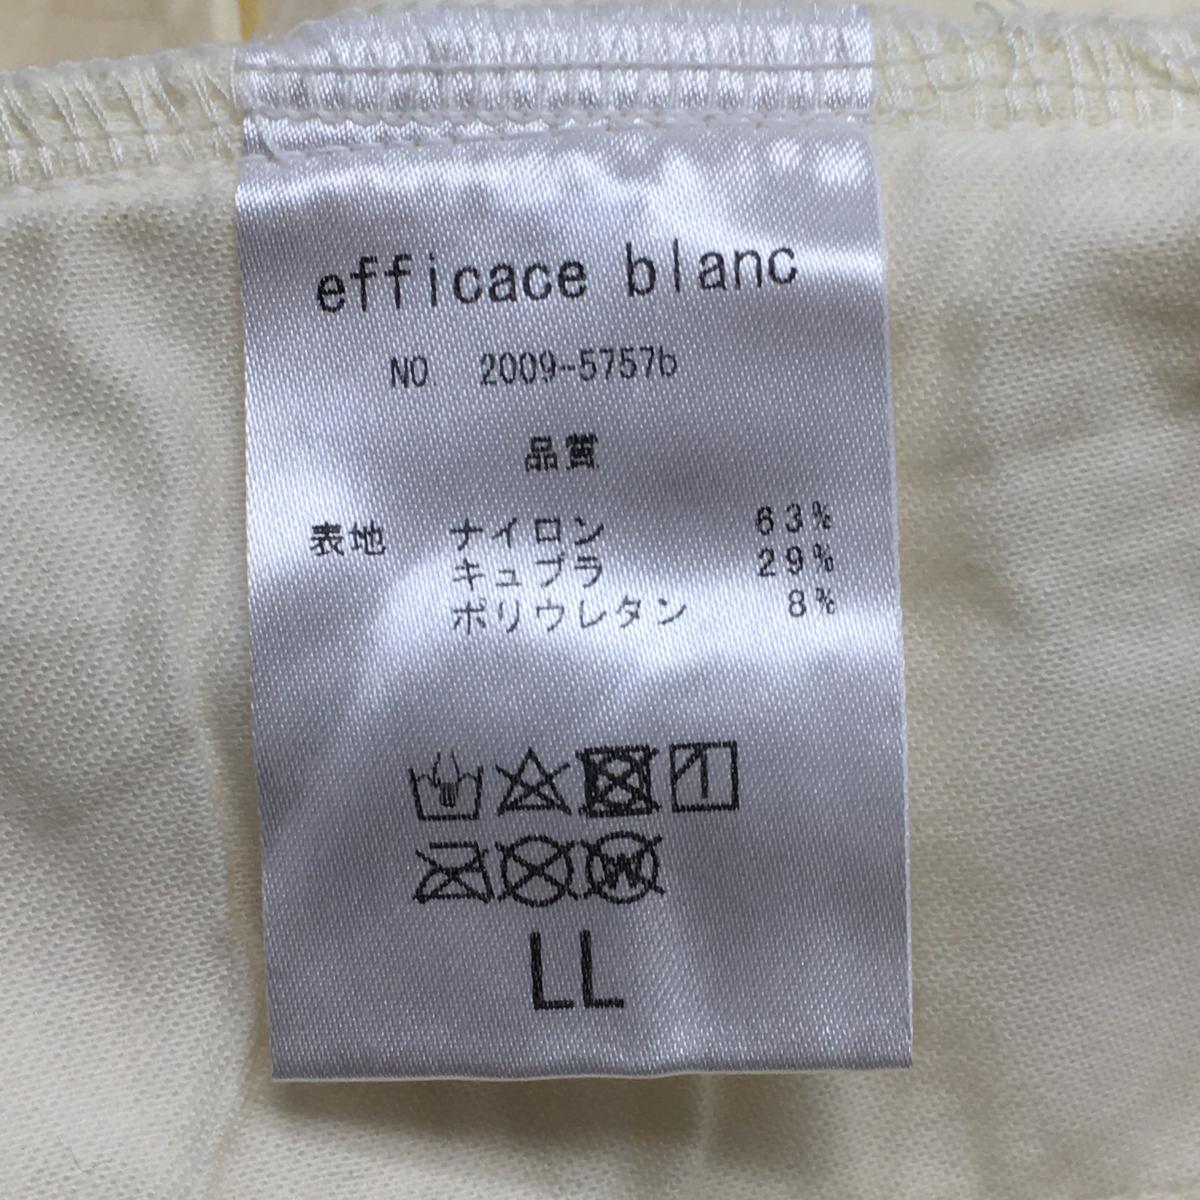 efficace blanc
NO. 2009-5757b
品質
表地 ナイロン 63%
キュプラ 29%
ポリウレタン 8%
W
LL